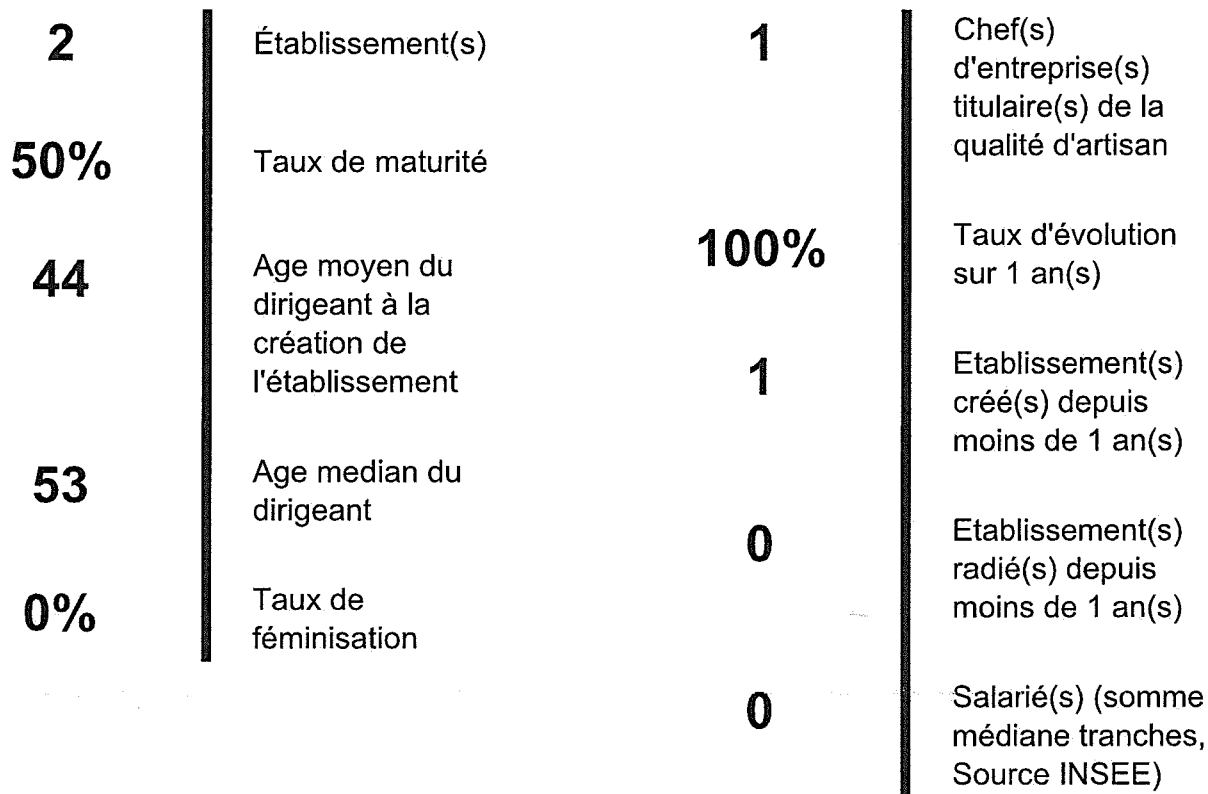 2
Établissement(s)
50%
Taux de maturité
44
Age moyen du
dirigeant à la
création de
l'établissement
53
Age median du
dirigeant
0%
Taux de
féminisation
1
Chef(s)
d'entreprise(s)
titulaire(s) de la
qualité d'artisan
100%
Taux d'évolution
sur 1 an(s)
1
Etablissement(s)
créé(s) depuis
moins de 1 an(s)
0
Etablissement(s)
radié(s) depuis
moins de 1 an(s)
0
Salarié(s) (somme
médiane tranches,
Source INSEE)